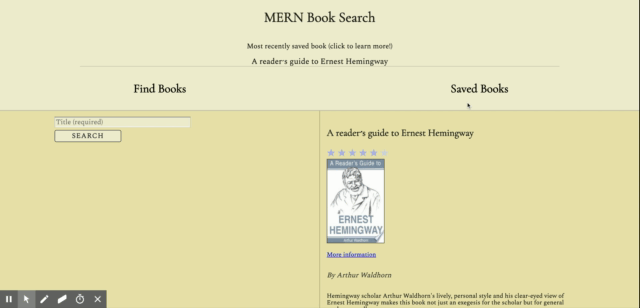 MERN Book Search
Most recently saved book (click to learn more!)
A reader's guide to Ernest Hemingway
Find Books
Saved Books
Title (required)
SEARCH
A reader's guide to Ernest Hemingway
A Reader's Guide to
ERNEST
HEMINGWAY
Arthur Waldhorn
More information
By Arthur Waldhorn
Hemingway scholar Arthur Waldhorn's lively, personal style and his clear-eyed view of
Ernest Hemingway makes this book not just an exegesis for the scholar but for general